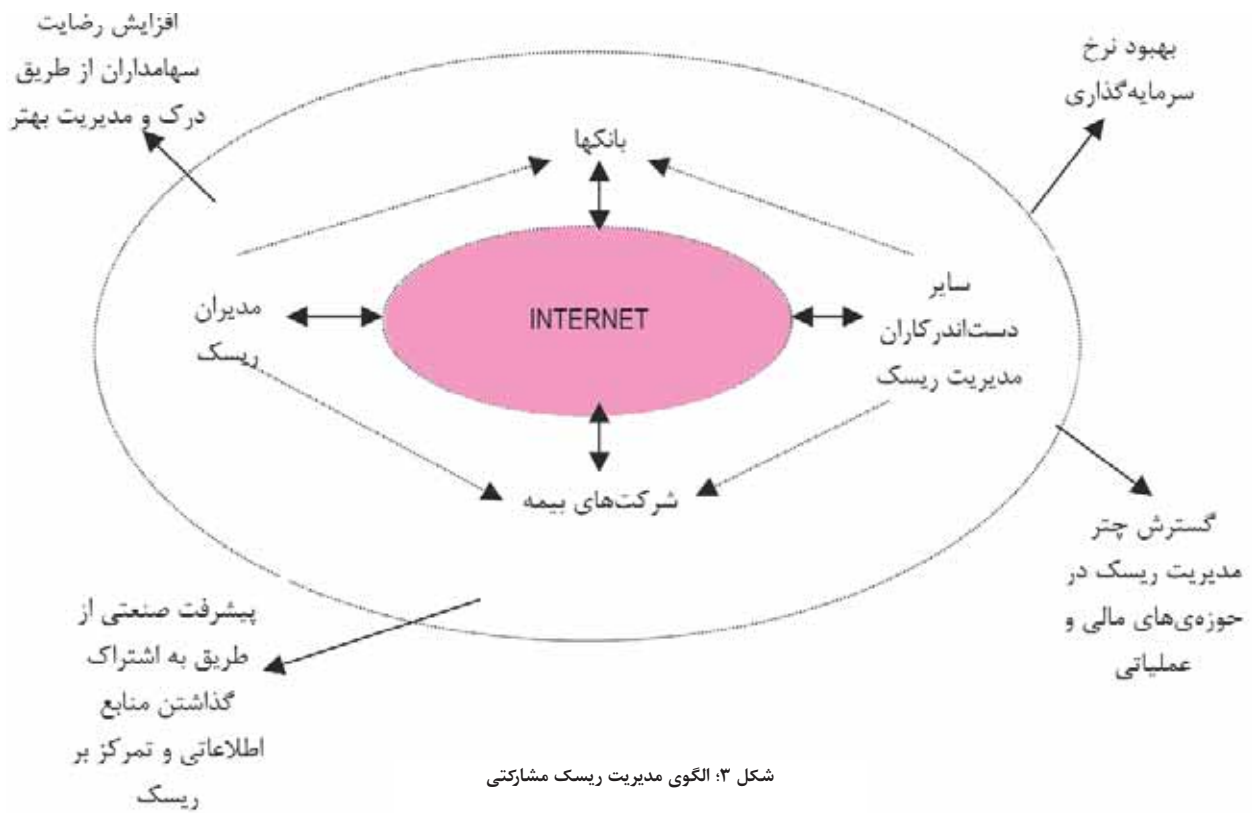 افزایش رضایت
سهامداران از طریق
درک و مدیریت بهتر
بهبود نرخ
سرمایه‌گذاری
بانکها
مدیران
ریسک
INTERNET
سایر
دست‌اندرکاران
مدیریت ریسک
شرکت‌های بیمه
گسترش چتر
مدیریت ریسک در
حوزه‌ی‌های مالی و
عملیاتی
پیشرفت صنعتی از
طریق به اشتراک
گذاشتن منابع
اطلاعاتی و تمرکز بر
ریسک
شکل ۳؛ الگوی مدیریت ریسک مشارکتی